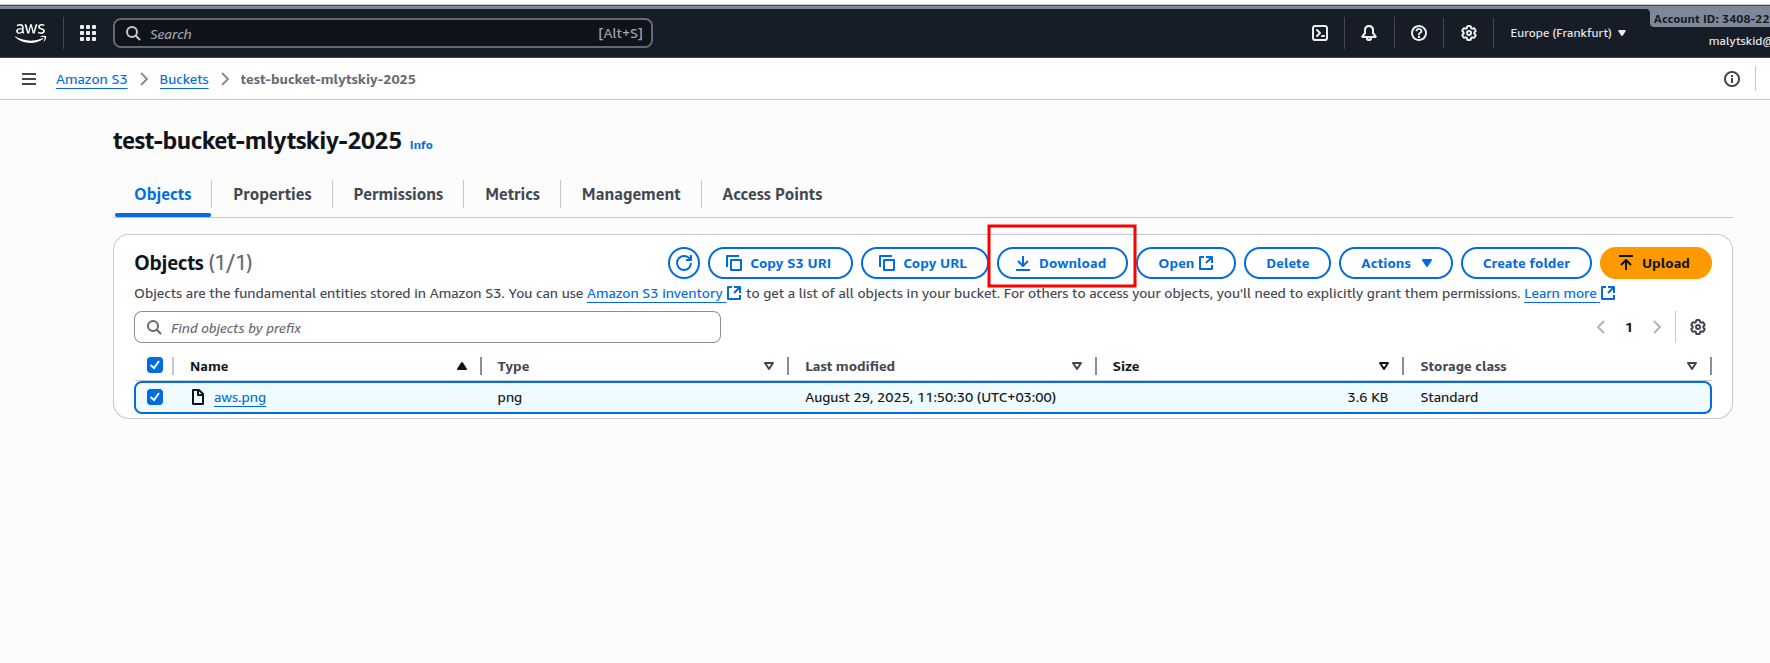 aws
Search [Alt+S]
Europe (Frankfurt)
Account ID: 3408-22
malytskid@
Amazon S3 Buckets test-bucket-mlytskiy-2025
test-bucket-mlytskiy-2025 Info
Objects Properties Permissions Metrics Management Access Points
Objects (1/1)
Copy S3 URI Copy URL Download Open Delete Actions Create folder Upload
Objects are the fundamental entities stored in Amazon S3. You can use Amazon S3 inventory to get a list of all objects in your bucket. For others to access your objects, you'll need to explicitly grant them permissions. Learn more
Find objects by prefix
1
Name Type Last modified Size Storage class
aws.png png August 29, 2025, 11:50:30 (UTC+03:00) 3.6 KB Standard